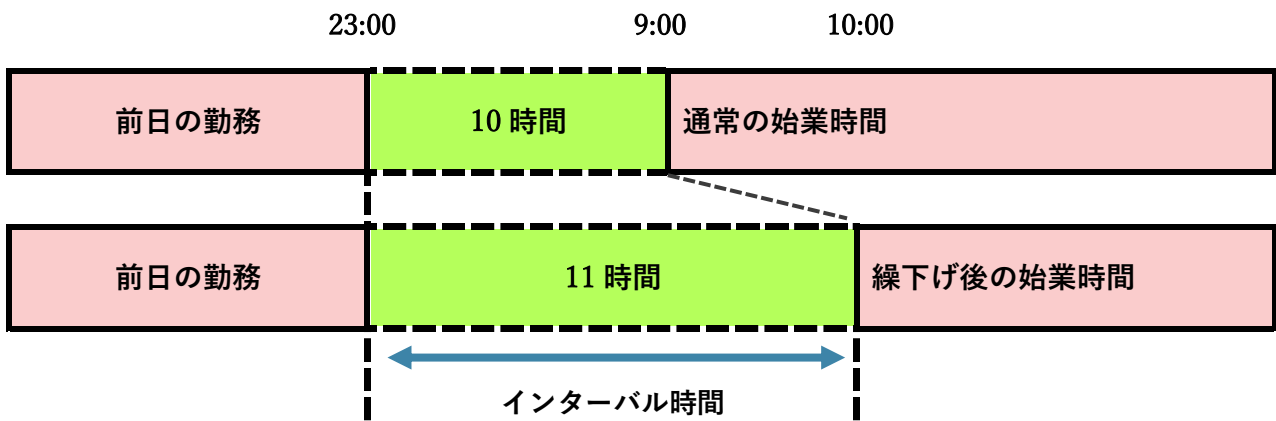 23:00 9:00 10:00
前日の勤務 10 時間 通常の始業時間
前日の勤務 11 時間 繰下げ後の始業時間
インターバル時間